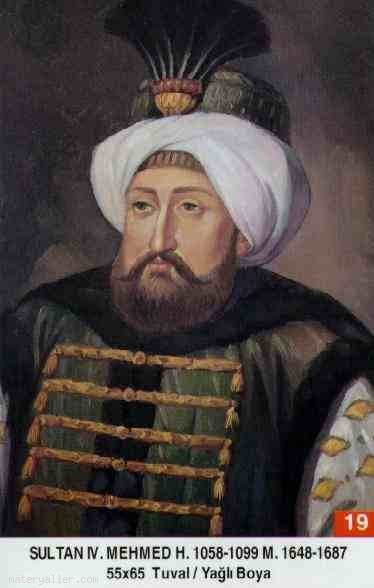 19
SULTAN IV. MEHMED H. 1058-1099 M. 1648-1687
55x65 Tuval / Yağlı Boya
materyaller.com